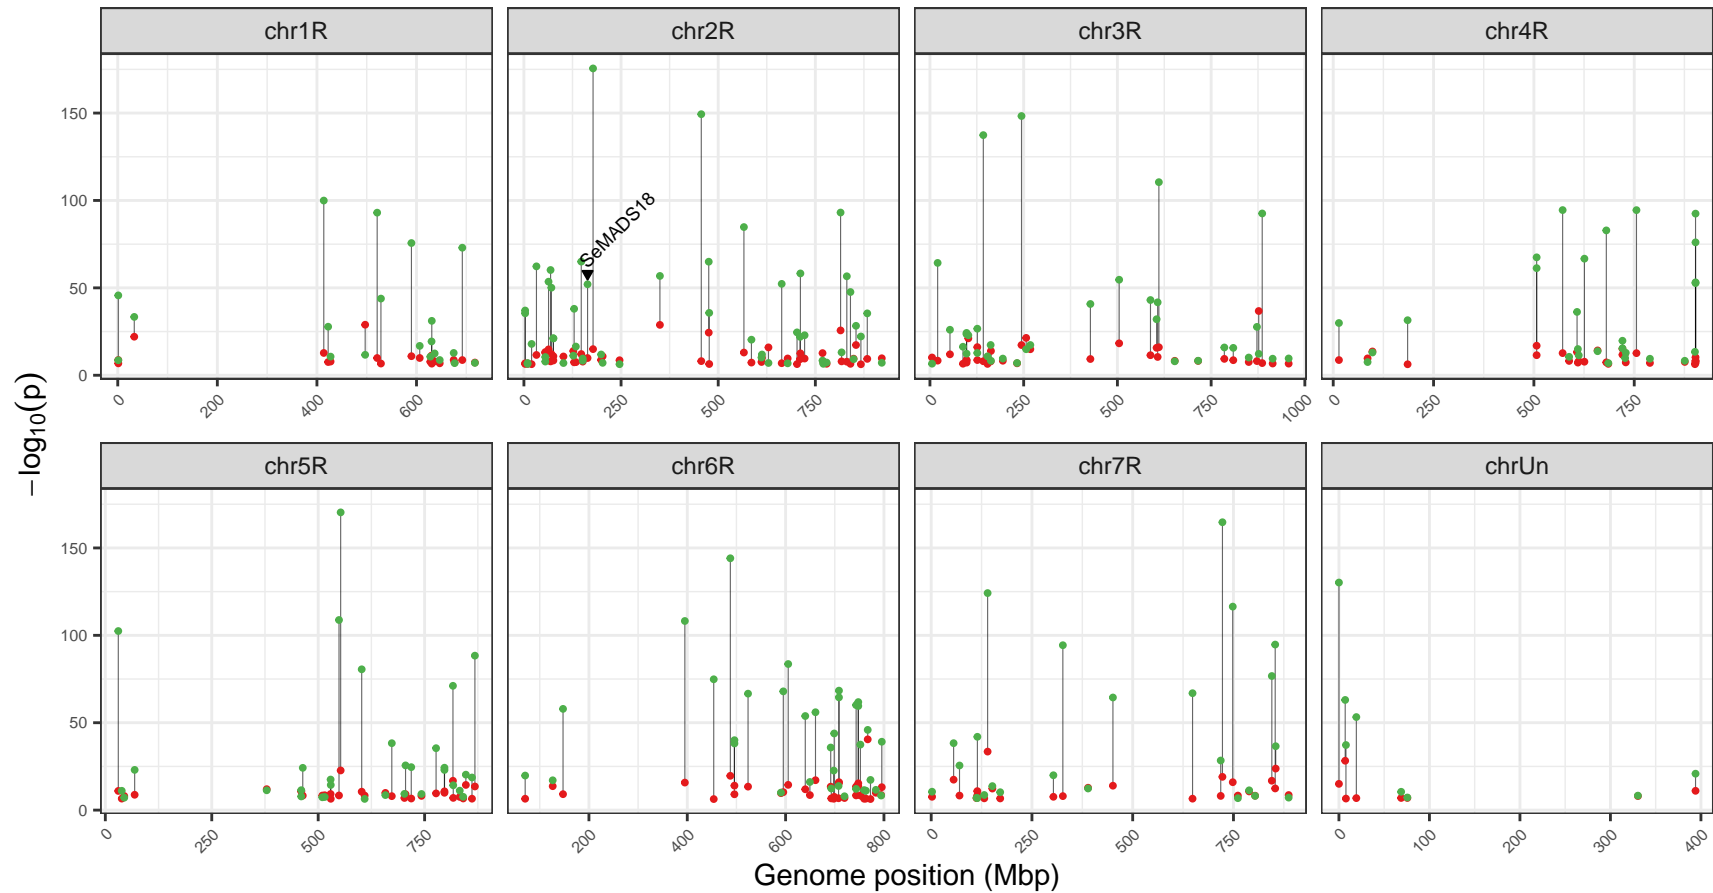 chr1R chr2R chr3R chr4R
150
100
50
0
SeMADS18
0 200 400 600 0 250 500 750 0 250 500 750 1000 0 250 500 750
−log10(p)
chr5R chr6R chr7R chrUn
150
100
50
0
0 250 500 750 200 400 600 800 0 250 500 750 0 100 200 300 400
Genome position (Mbp)